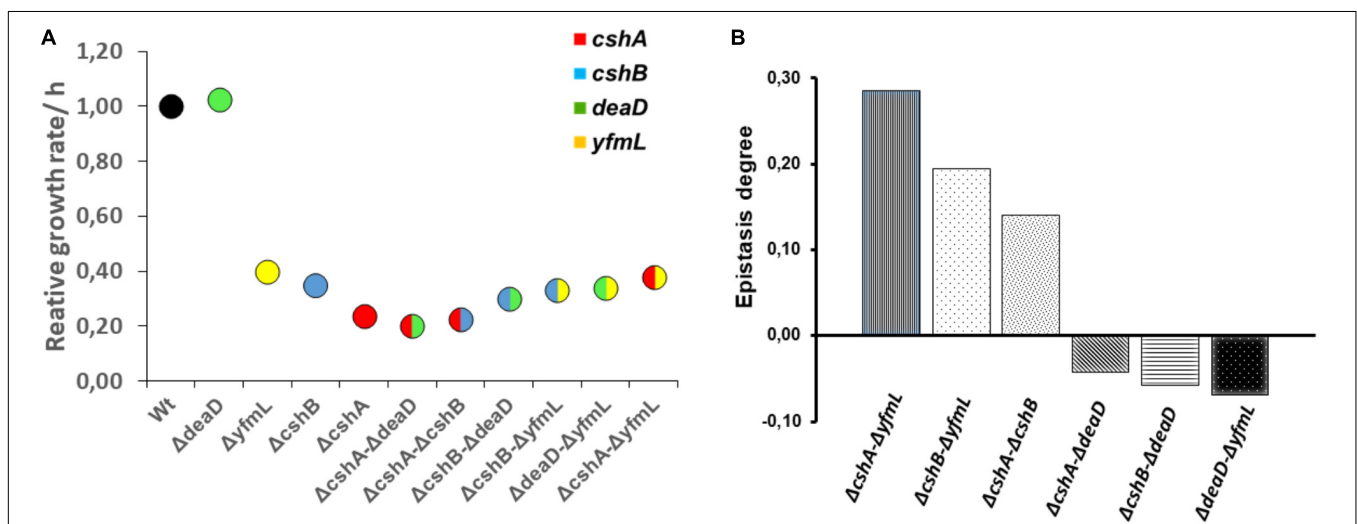 A
Reative growth rate/ h
1,20
1,00
0,80
0,60
0,40
0,20
0,00
cshA
cshB
deaD
yfmL
Wt
ΔdeaD
ΔyfmL
ΔcshB
ΔcshA
ΔcshA-ΔdeaD
ΔcshA-ΔcshB
ΔcshB-ΔdeaD
ΔcshB-ΔyfmL
ΔdeaD-ΔyfmL
ΔcshA-ΔyfmL
B
Epistasis degree
0,30
0,20
0,10
0,00
-0,10
ΔcshA-ΔyfmL
ΔcshB-ΔyfmL
ΔcshA-ΔcshB
ΔcshA-ΔdeaD
ΔcshB-ΔdeaD
ΔdeaD-ΔyfmL